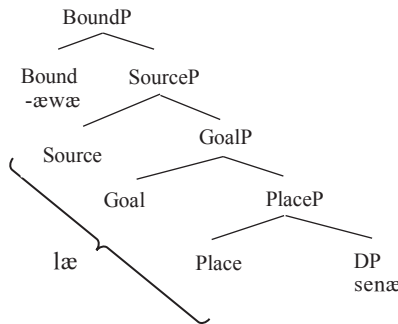 BoundP
Bound SourceP
-æwæ
Source GoalP
Goal PlaceP
læ Place DP
senæ